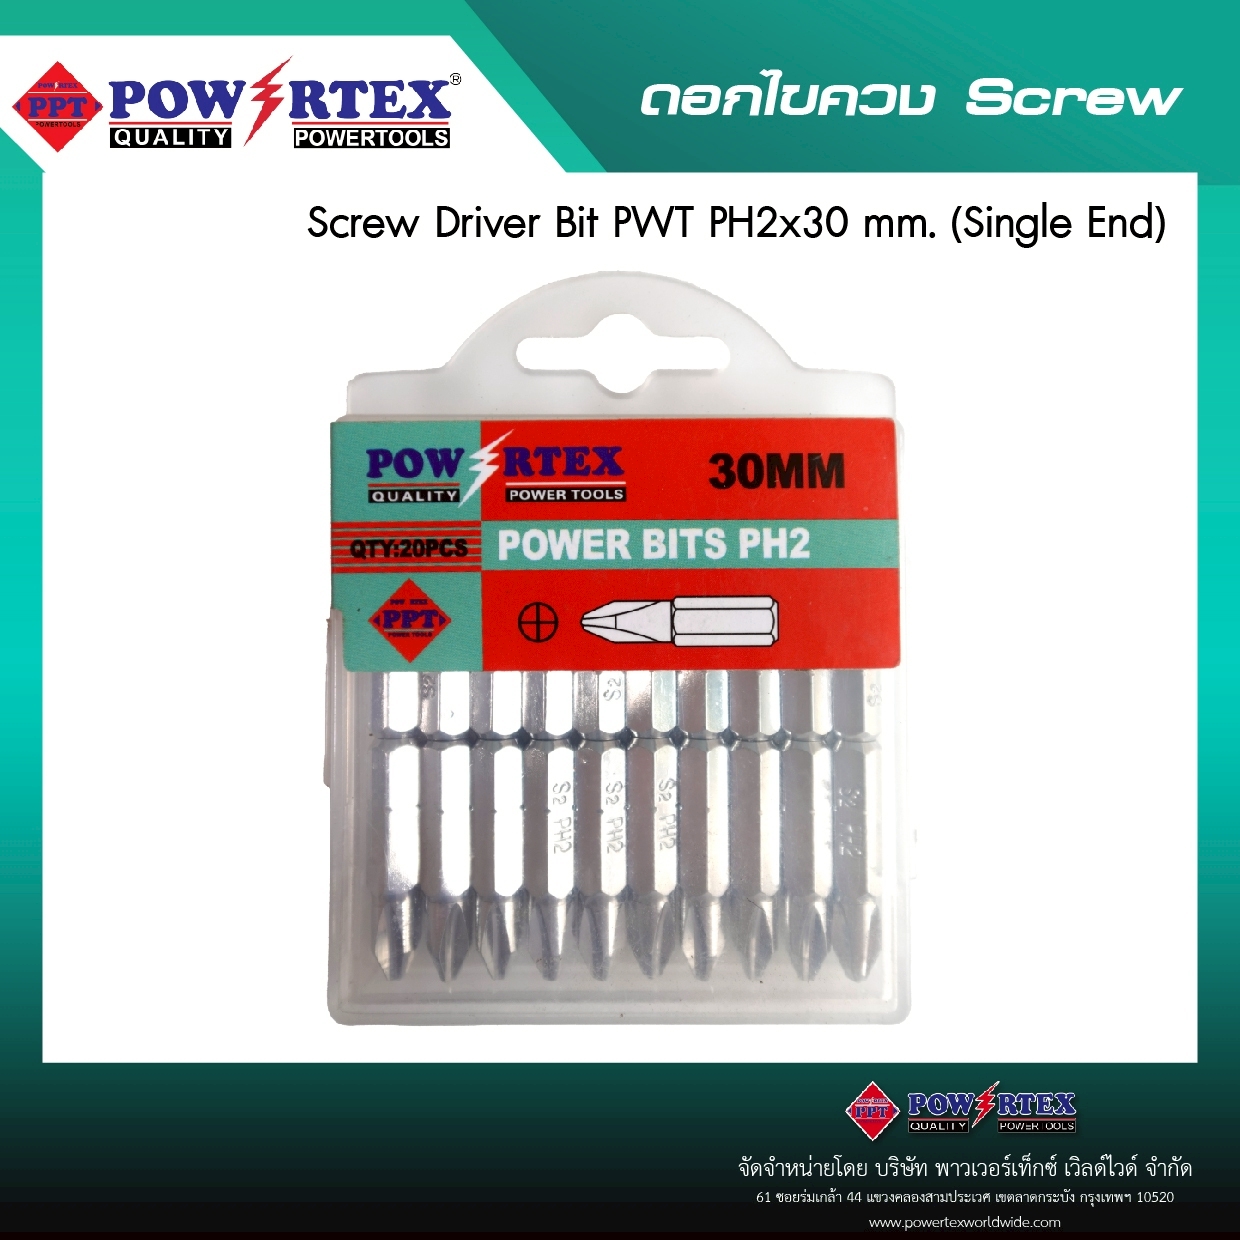 PPT POWERTEX®
QUALITY POWERTOOLS
ดอกไขควง Screw
Screw Driver Bit PWT PH2x30 mm. (Single End)
POWERTEX 30MM
QUALITY POWER TOOLS
QTY:20PCS POWER BITS PH2
POWERTEX
PPT
POWER TOOLS
S2 S2 S2
S2 PH2 S2 PH2 S2 PH2 S2 PH2
PPT POWERTEX
QUALITY POWERTOOLS
จัดจำหน่ายโดย บริษัท พาวเวอร์เท็กซ์ เวิลด์ไวด์ จำกัด
61 ซอยร่มเกล้า 44 แขวงคลองสามประเวศ เขตลาดกระบัง กรุงเทพฯ 10520
www.powertexworldwide.com